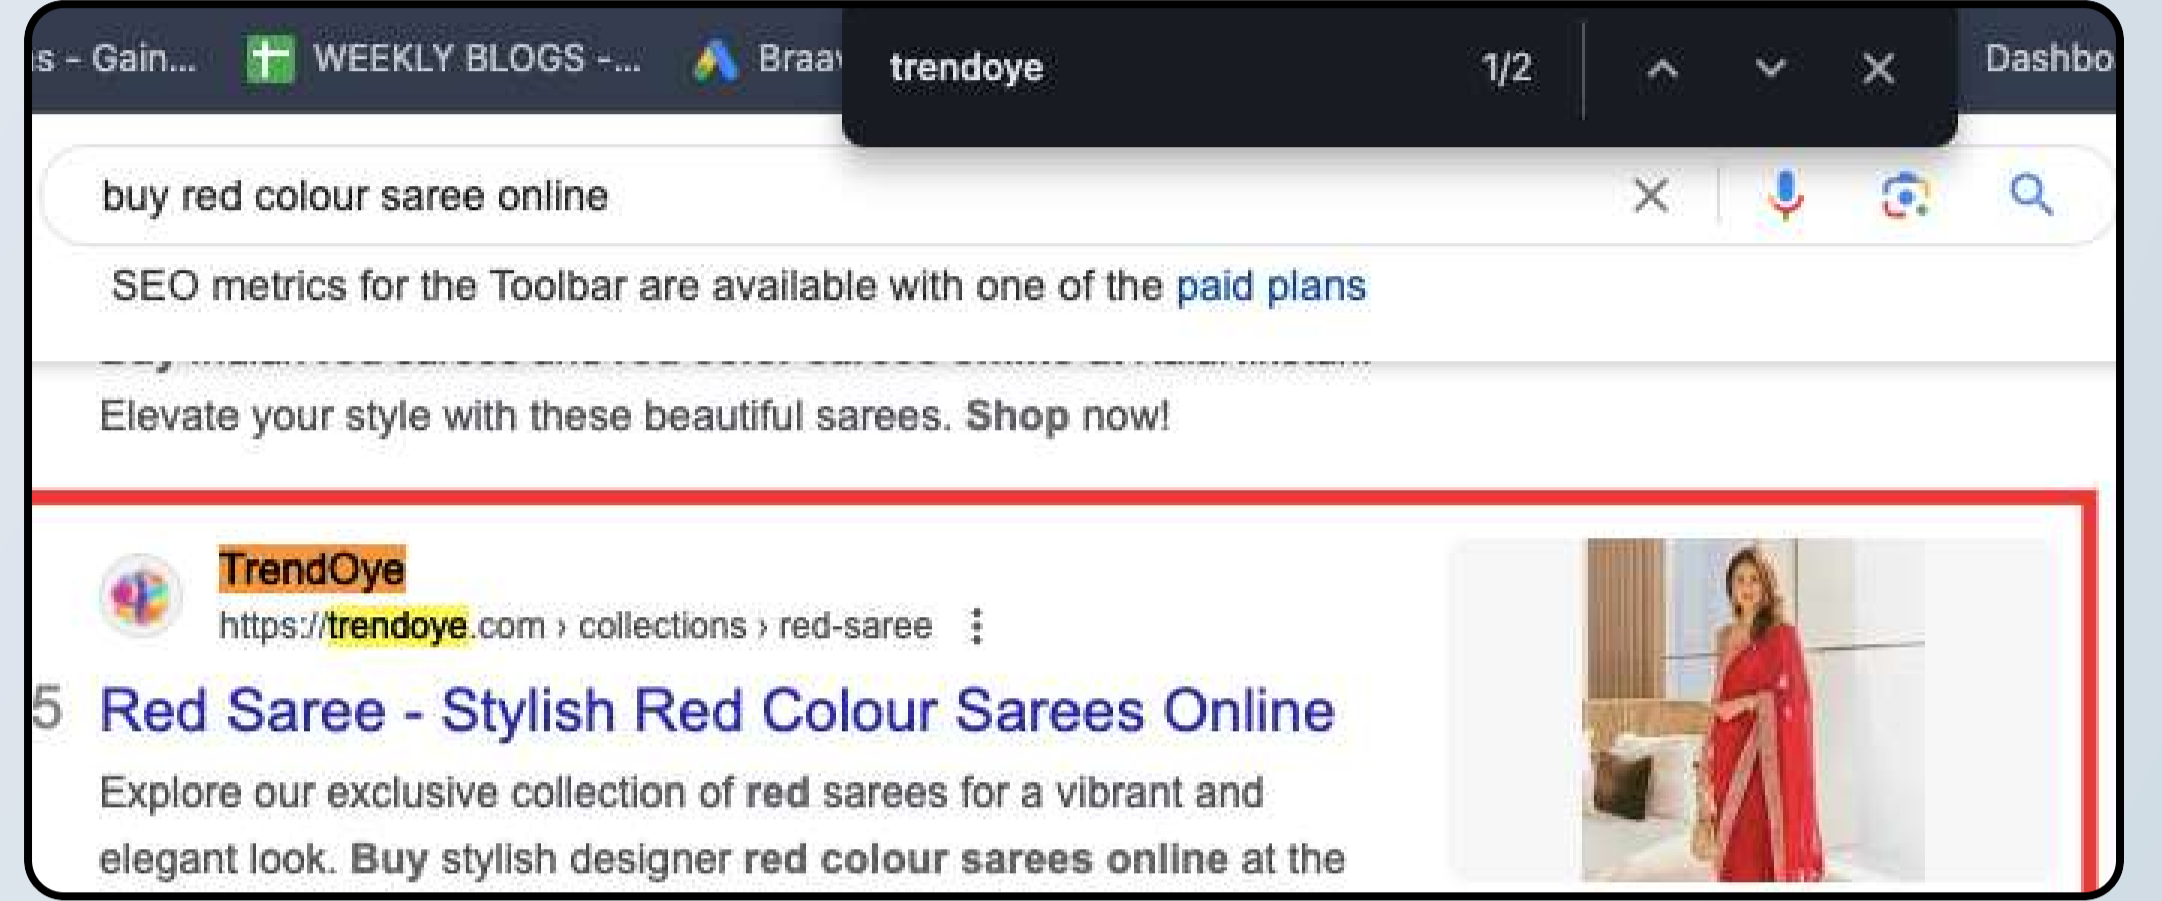 s - Gain...
WEEKLY BLOGS -...
Braav
trendoye
1/2
Dashbo
buy red colour saree online
SEO metrics for the Toolbar are available with one of the paid plans
Elevate your style with these beautiful sarees. Shop now!
TrendOye
https://trendoye.com › collections › red-saree
5
Red Saree - Stylish Red Colour Sarees Online
Explore our exclusive collection of red sarees for a vibrant and
elegant look. Buy stylish designer red colour sarees online at the